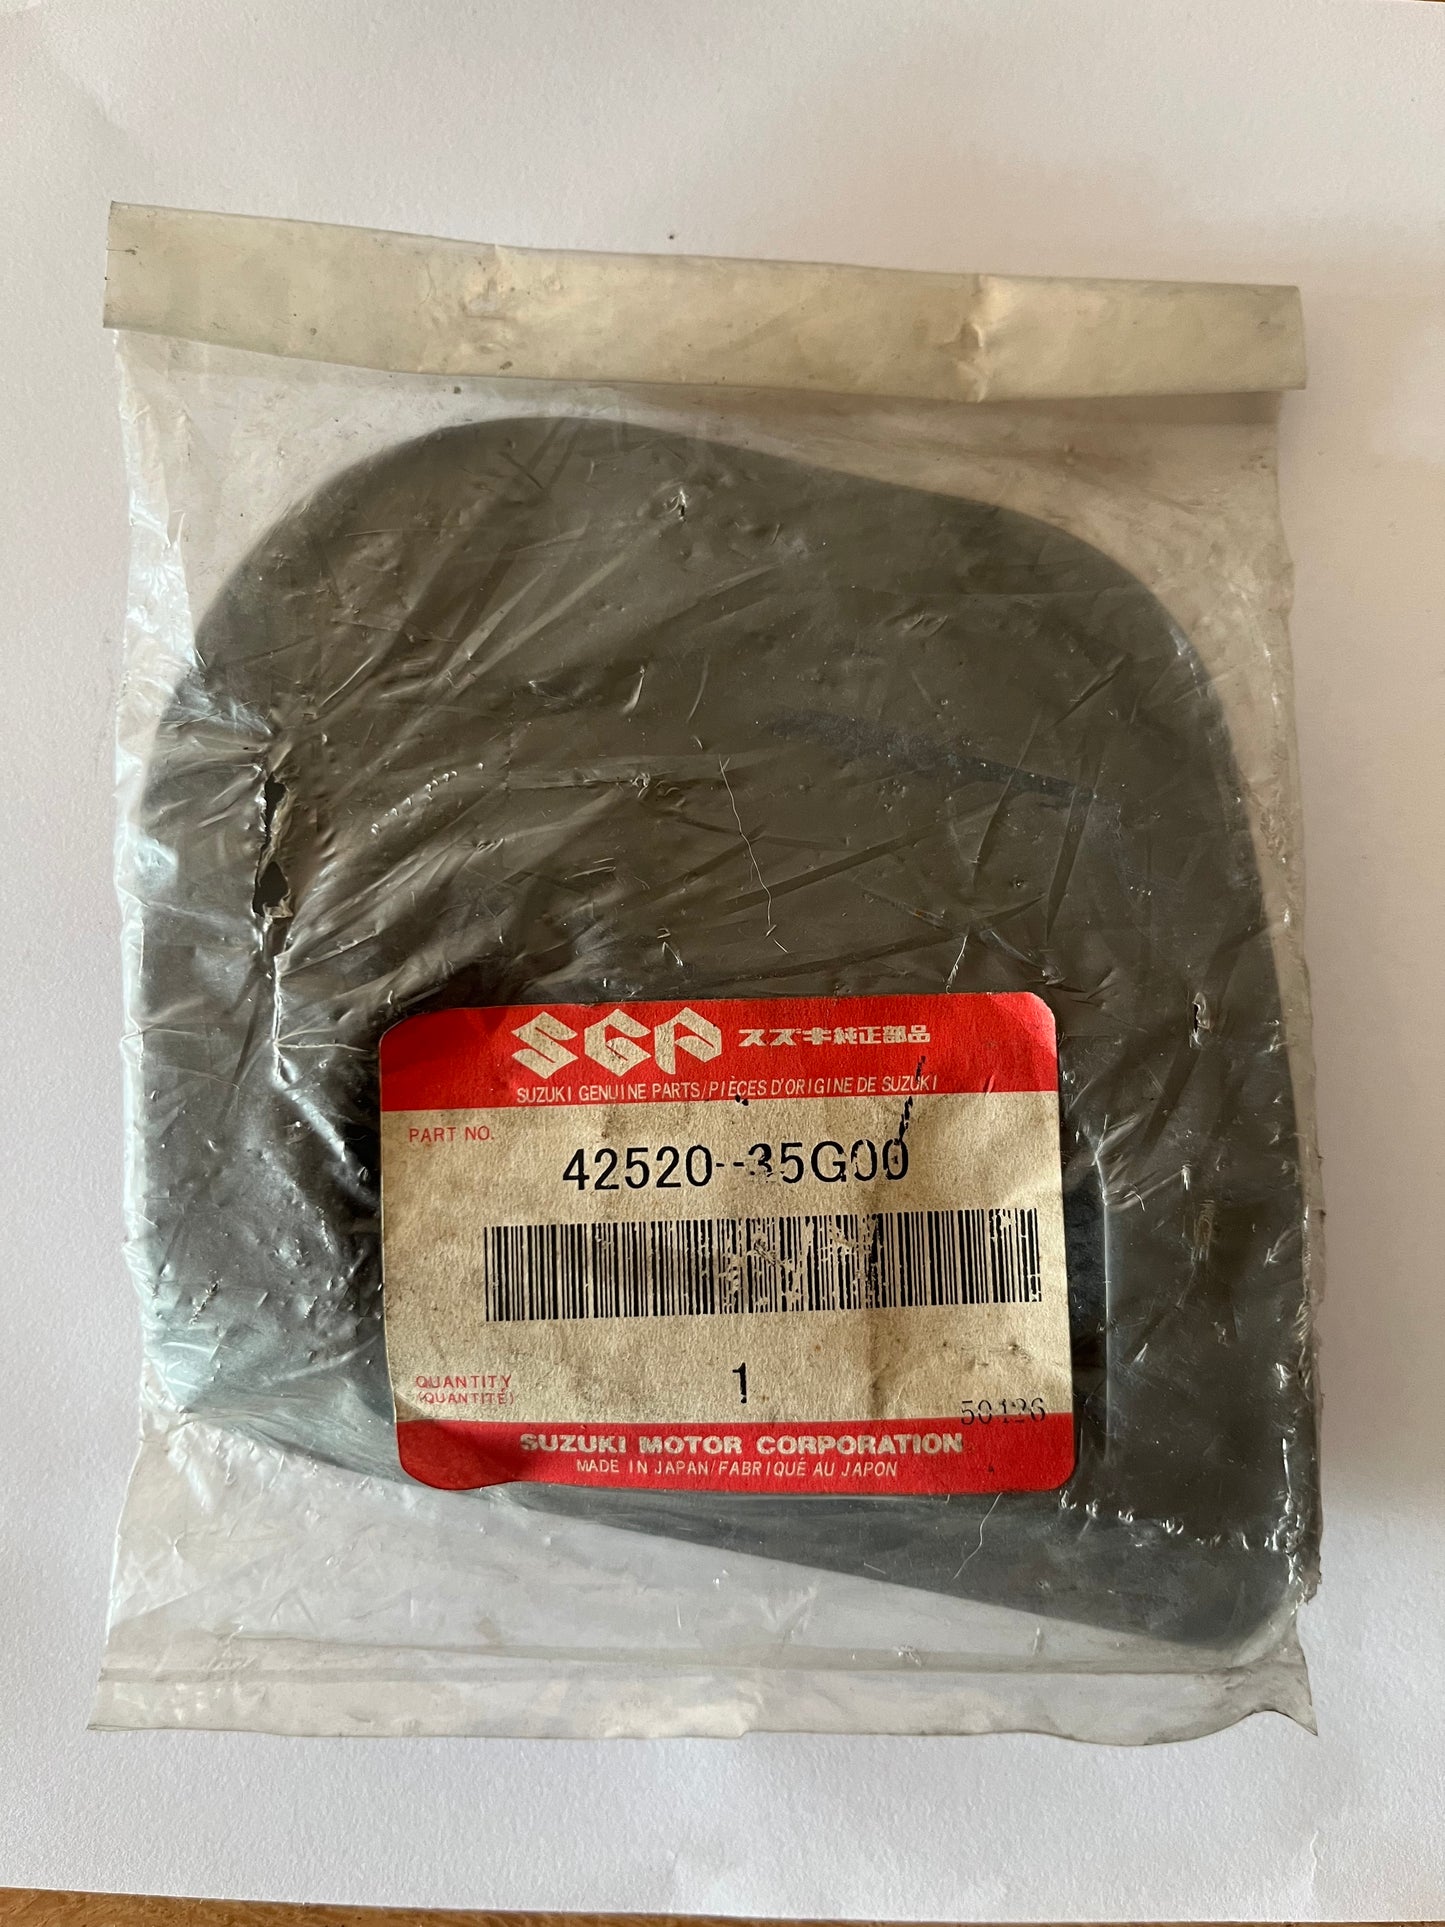 SGP スズキ純正部品
SUZUKI GENUINE PARTS/PIÈCES D'ORIGINE DE SUZUKI
PART NO.
42520-35G00
QUANTITY
(QUANTITÉ)
1
50426
SUZUKI MOTOR CORPORATION
MADE IN JAPAN/FABRIQUÉ AU JAPON